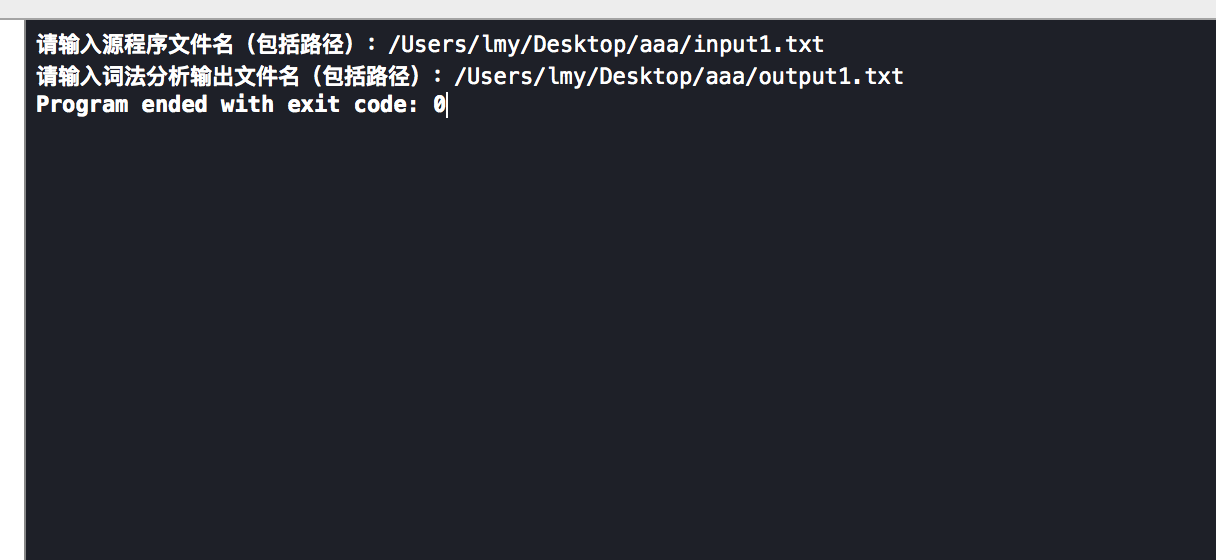 请输入源程序文件名（包括路径）：/Users/lmy/Desktop/aaa/input1.txt
请输入词法分析输出文件名（包括路径）：/Users/lmy/Desktop/aaa/output1.txt
Program ended with exit code: 0